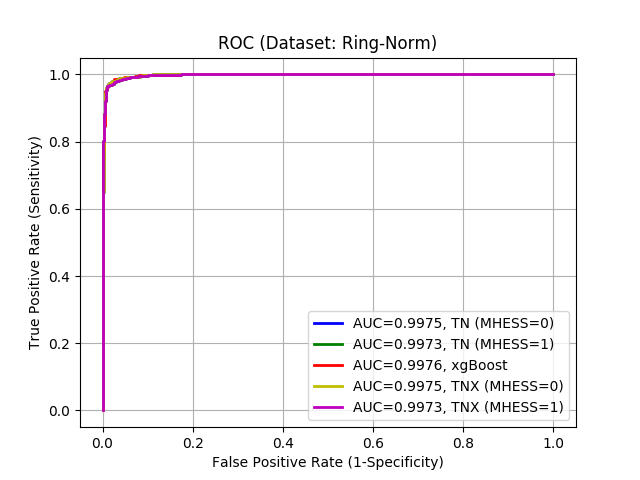 ROC (Dataset: Ring-Norm)
True Positive Rate (Sensitivity)
1.0
0.8
0.6
0.4
0.2
0.0
AUC=0.9975, TN (MHESS=0)
AUC=0.9973, TN (MHESS=1)
AUC=0.9976, xgBoost
AUC=0.9975, TNX (MHESS=0)
AUC=0.9973, TNX (MHESS=1)
0.0 0.2 0.4 0.6 0.8 1.0
False Positive Rate (1-Specificity)